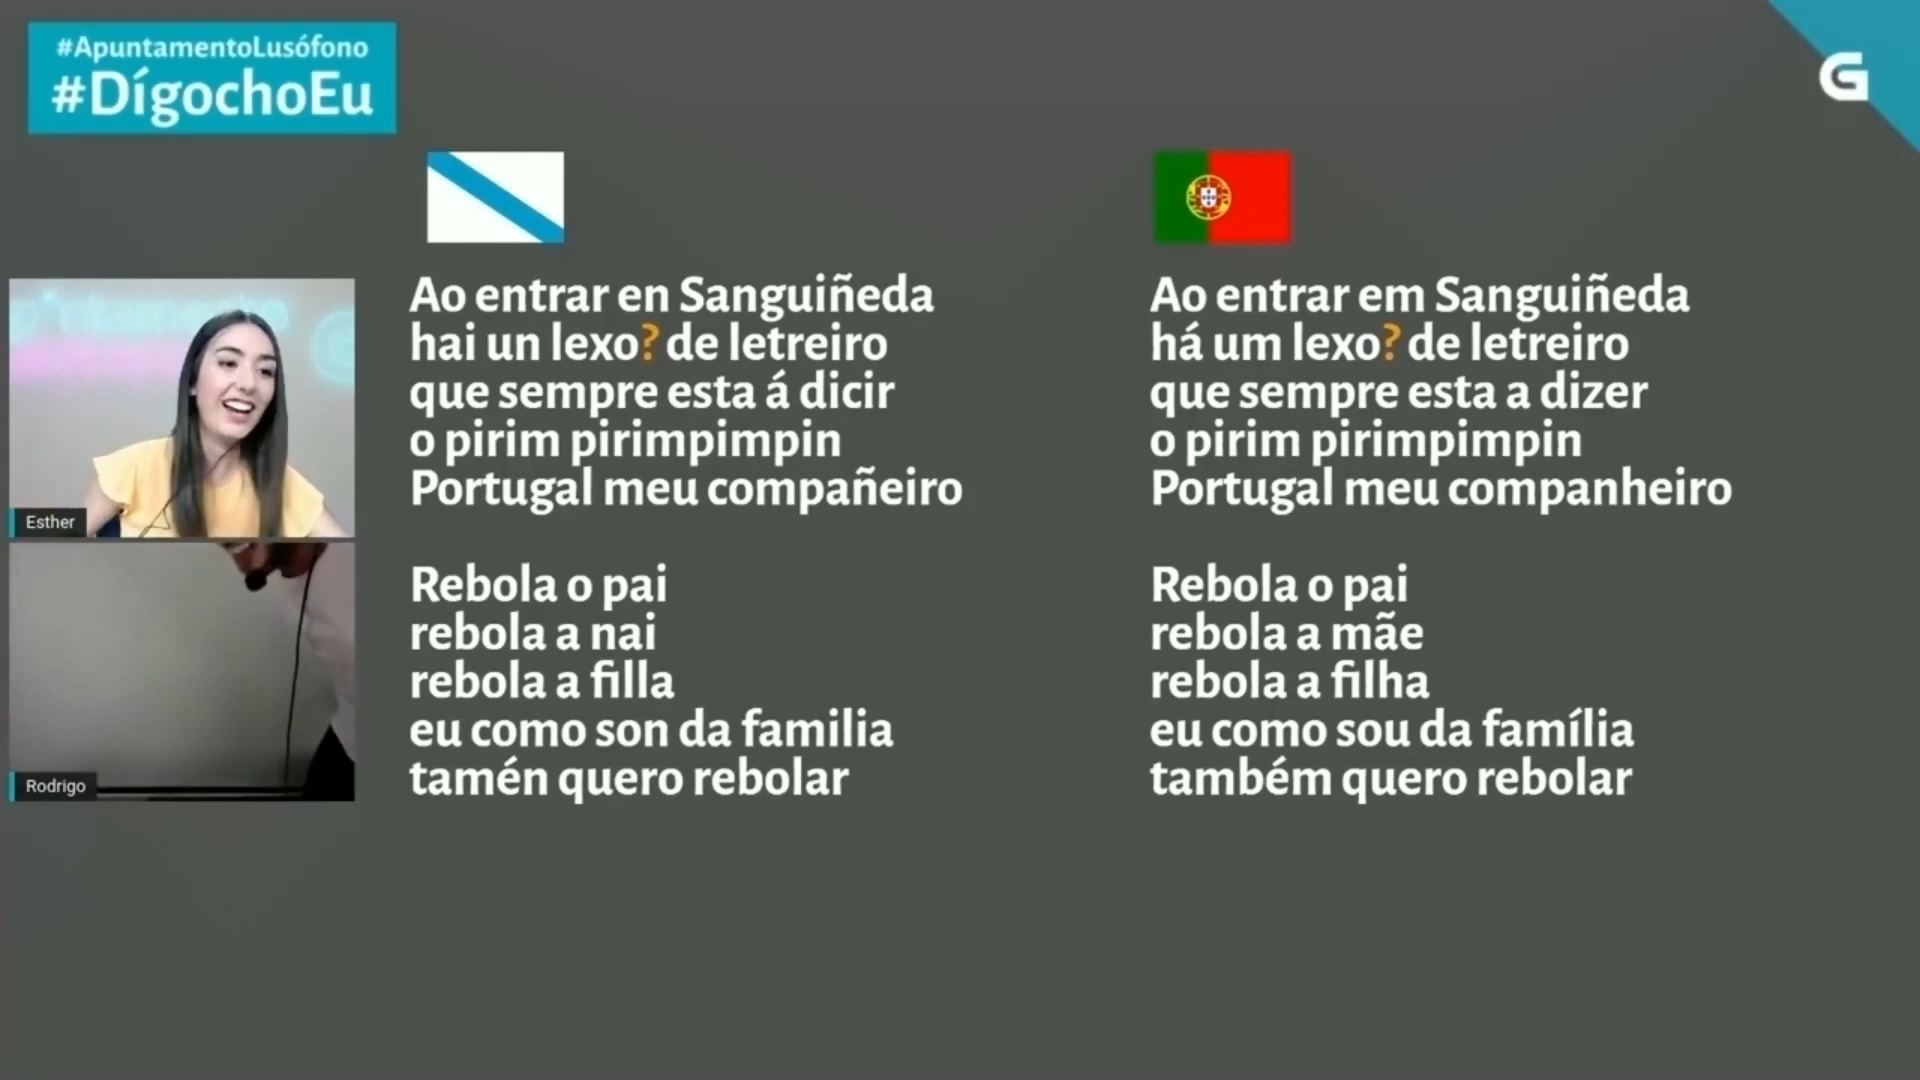 #ApuntamentoLusófono
#DígochoEu
G
Ao entrar en Sanguiñeda
hai un lexo? de letreiro
que sempre esta á dicir
o pirim pirimpimpin
Portugal meu compañeiro
Rebola o pai
rebola a nai
rebola a filla
eu como son da familia
tamén quero rebolar
Ao entrar em Sanguiñeda
há um lexo? de letreiro
que sempre esta a dizer
o pirim pirimpimpin
Portugal meu companheiro
Rebola o pai
rebola a mãe
rebola a filha
eu como sou da família
também quero rebolar
Esther
Rodrigo